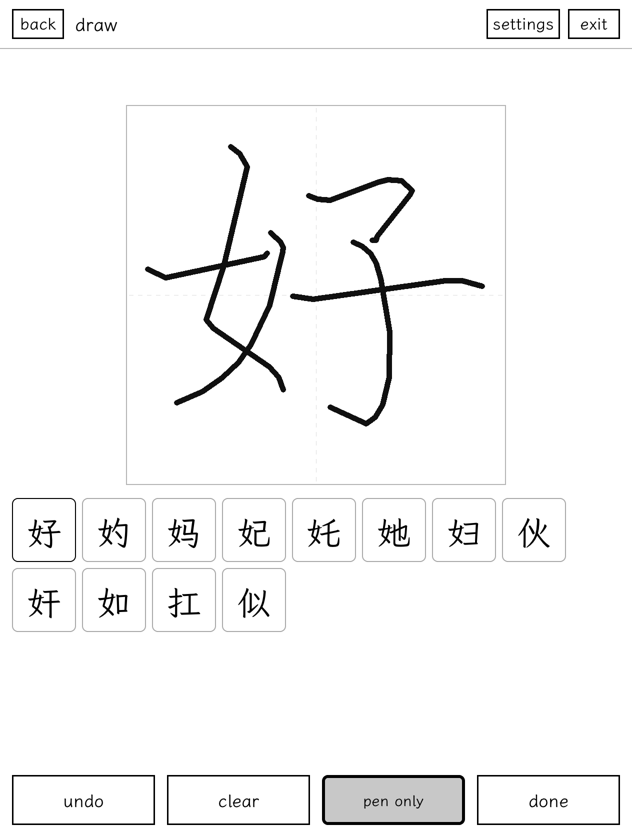 back draw settings exit
好
好 妁 妈 妃 奼 她 妇 伙
奸 如 扛 似
undo clear pen only done